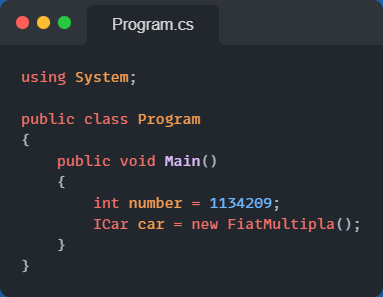 Program.cs
using System;
public class Program
{
    public void Main()
    {
        int number = 1134209;
        ICar car = new FiatMultipla();
    }
}